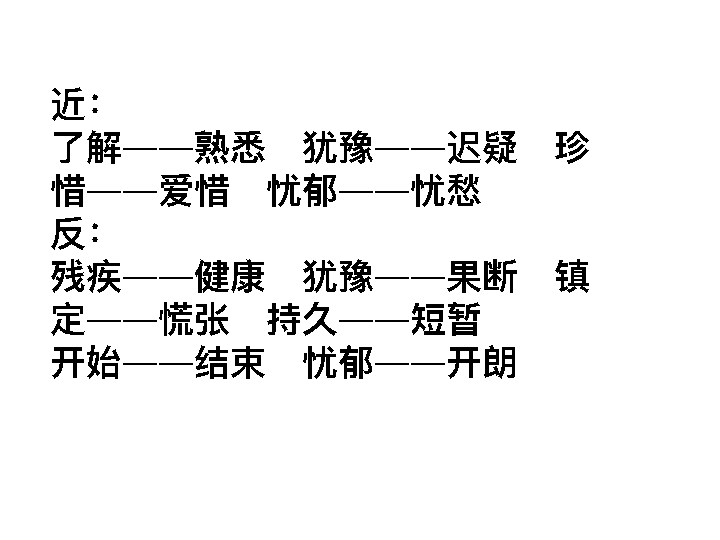 近：
了解——熟悉　犹豫——迟疑　珍
惜——爱惜　忧郁——忧愁
反：
残疾——健康　犹豫——果断　镇
定——慌张　持久——短暂
开始——结束　忧郁——开朗